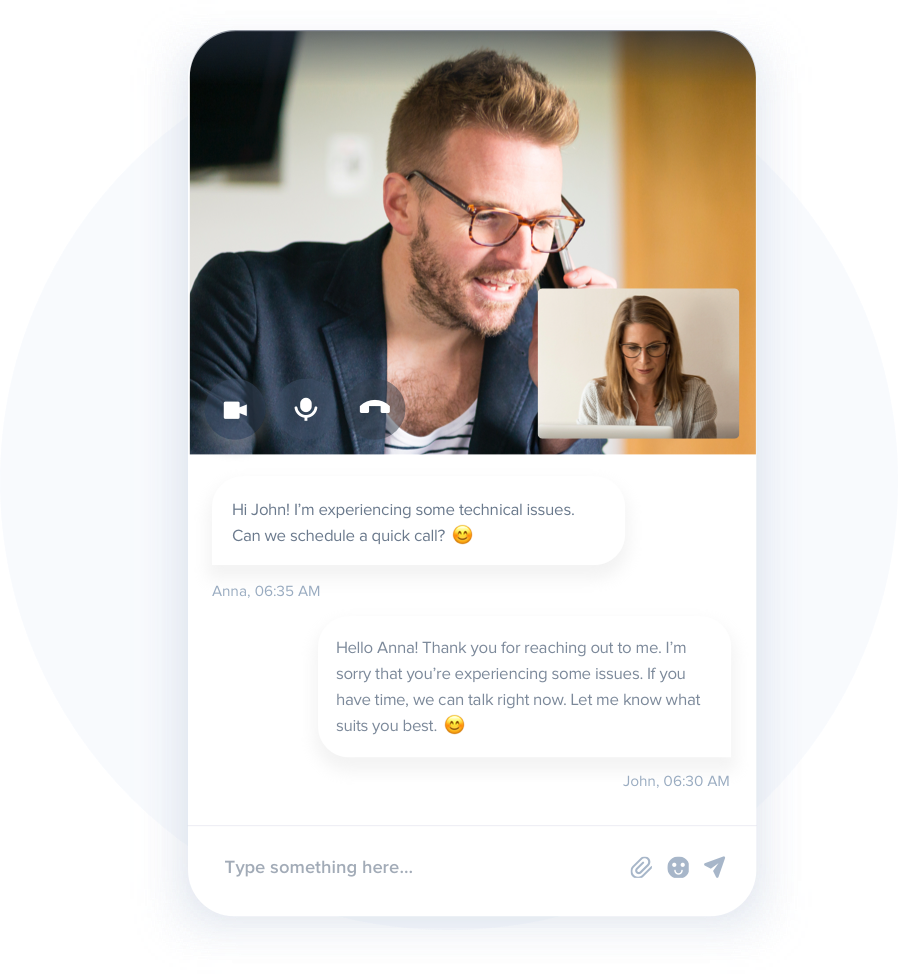 Hi John! I'm experiencing some technical issues.
Can we schedule a quick call? 😊
Anna, 06:35 AM
Hello Anna! Thank you for reaching out to me. I'm
sorry that you're experiencing some issues. If you
have time, we can talk right now. Let me know what
suits you best. 😊
John, 06:30 AM
Type something here...